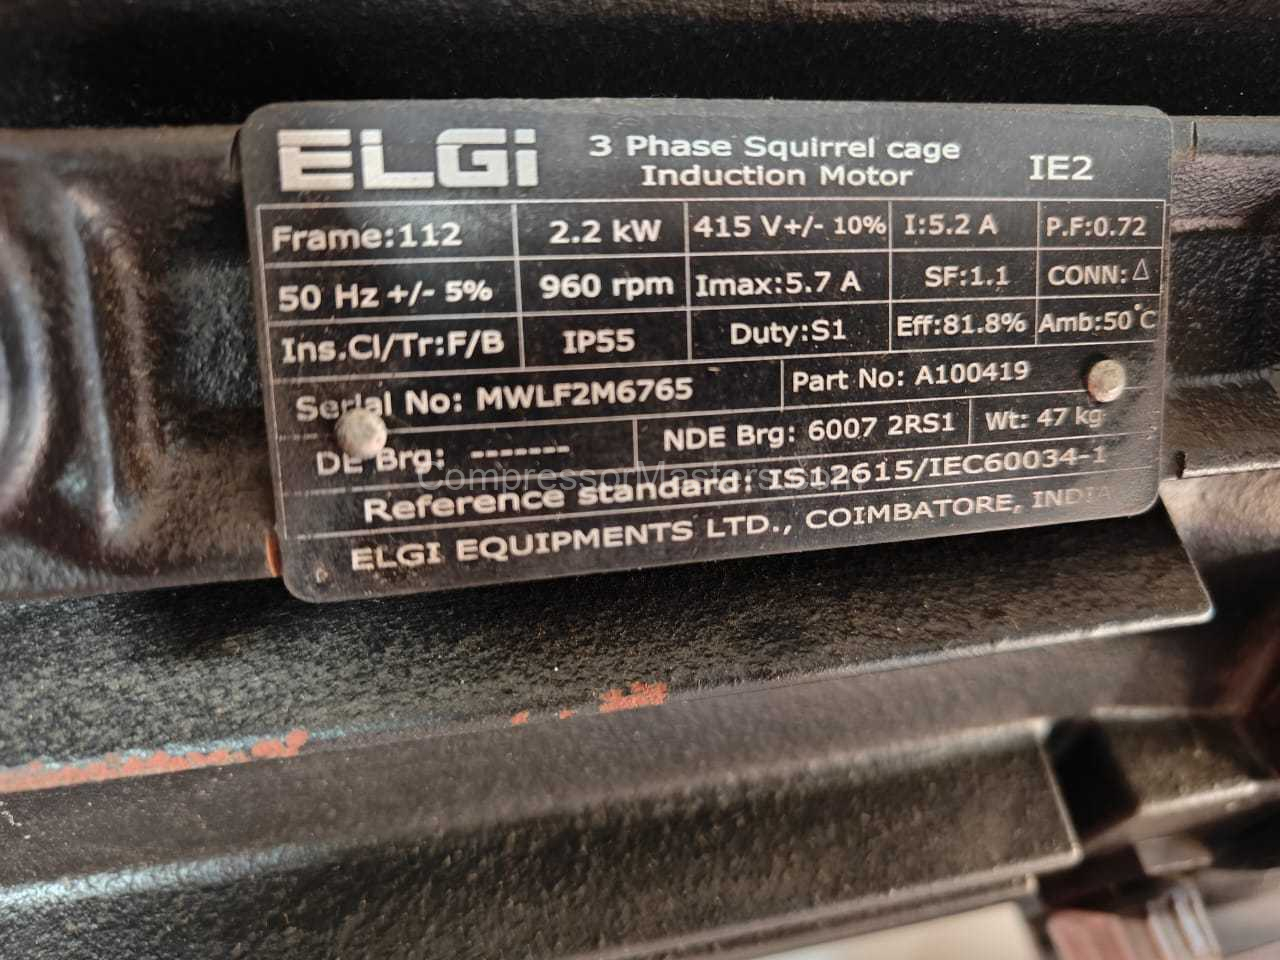 ELGi 3 Phase Squirrel cage Induction Motor IE2
Frame:112 2.2 kW 415 V+/- 10% I:5.2 A P.F:0.72
50 Hz +/- 5% 960 rpm Imax:5.7 A SF:1.1 CONN: Δ
Ins.Cl/Tr:F/B IP55 Duty:S1 Eff:81.8% Amb:50°C
Serial No: MWLF2M6765 Part No: A100419
DE Brg: ------- NDE Brg: 6007 2RS1 Wt: 47 kg
CompressorMasters.com
Reference standard: IS12615/IEC60034-1
ELGI EQUIPMENTS LTD., COIMBATORE, INDIA